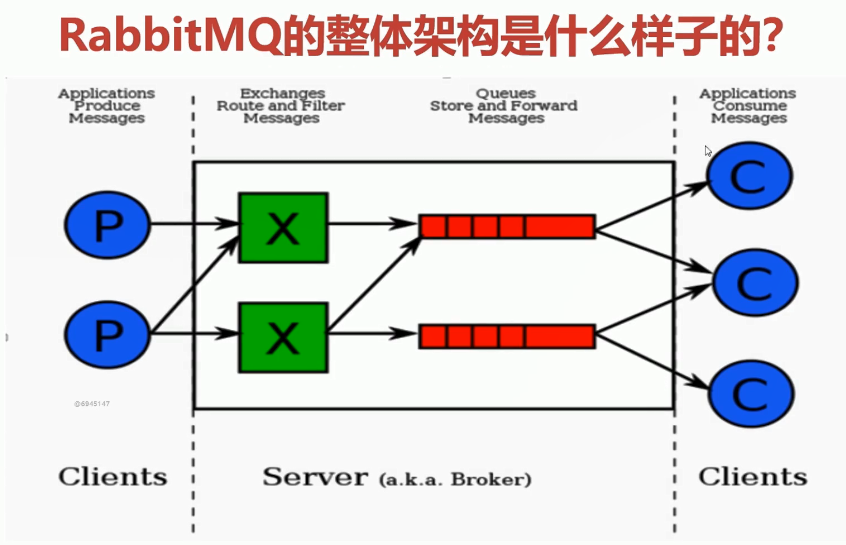 RabbitMQ的整体架构是什么样子的?
Applications
Produce
Messages
Exchanges
Route and Filter
Messages
Queues
Store and Forward
Messages
Applications
Consume
Messages
P
X
C
P
X
C
C
@6945147
Clients
Server (a.k.a. Broker)
Clients